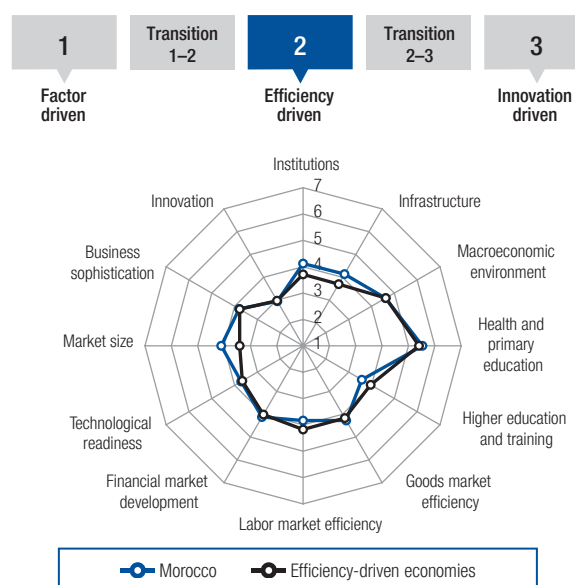 1
Transition
1–2
2
Transition
2–3
3
Factor
driven
Efficiency
driven
Innovation
driven
Institutions
Infrastructure
Macroeconomic
environment
Health and
primary
education
Higher education
and training
Goods market
efficiency
Labor market efficiency
Financial market
development
Technological
readiness
Market size
Business
sophistication
Innovation
7
6
5
4
3
2
1
Morocco
Efficiency-driven economies